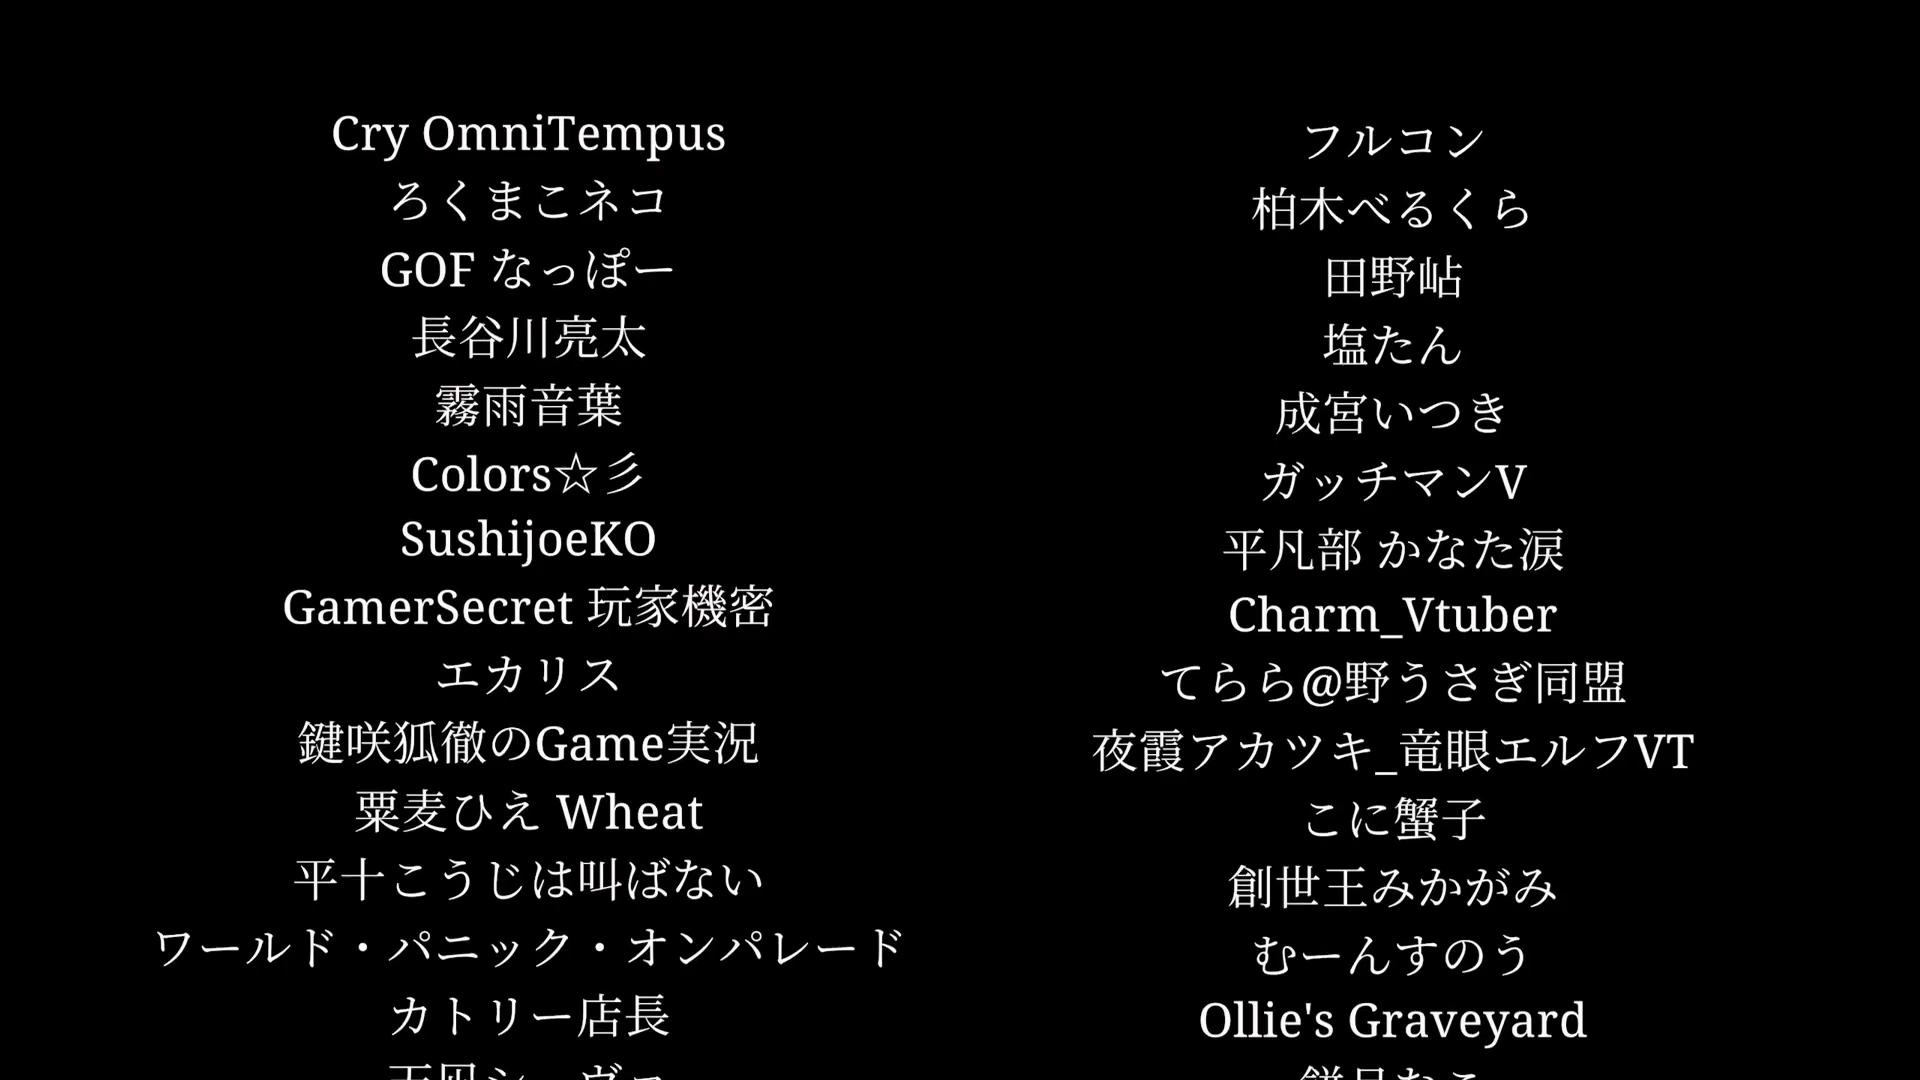 Cry OmniTempus
ろくまこネコ
GOF なっぽー
長谷川亮太
霧雨音葉
Colors☆彡
SushijoeKO
GamerSecret 玩家機密
エカリス
鍵咲狐徹のGame実況
粟麦ひえ Wheat
平十こうじは叫ばない
ワールド・パニック・オンパレード
カトリー店長
フルコン
柏木べるくら
田野岾
塩たん
成宮いつき
ガッチマンV
平凡部 かなた涙
Charm_Vtuber
てらら@野うさぎ同盟
夜霞アカツキ_竜眼エルフVT
こに蟹子
創世王みかがみ
むーんすのう
Ollie's Graveyard